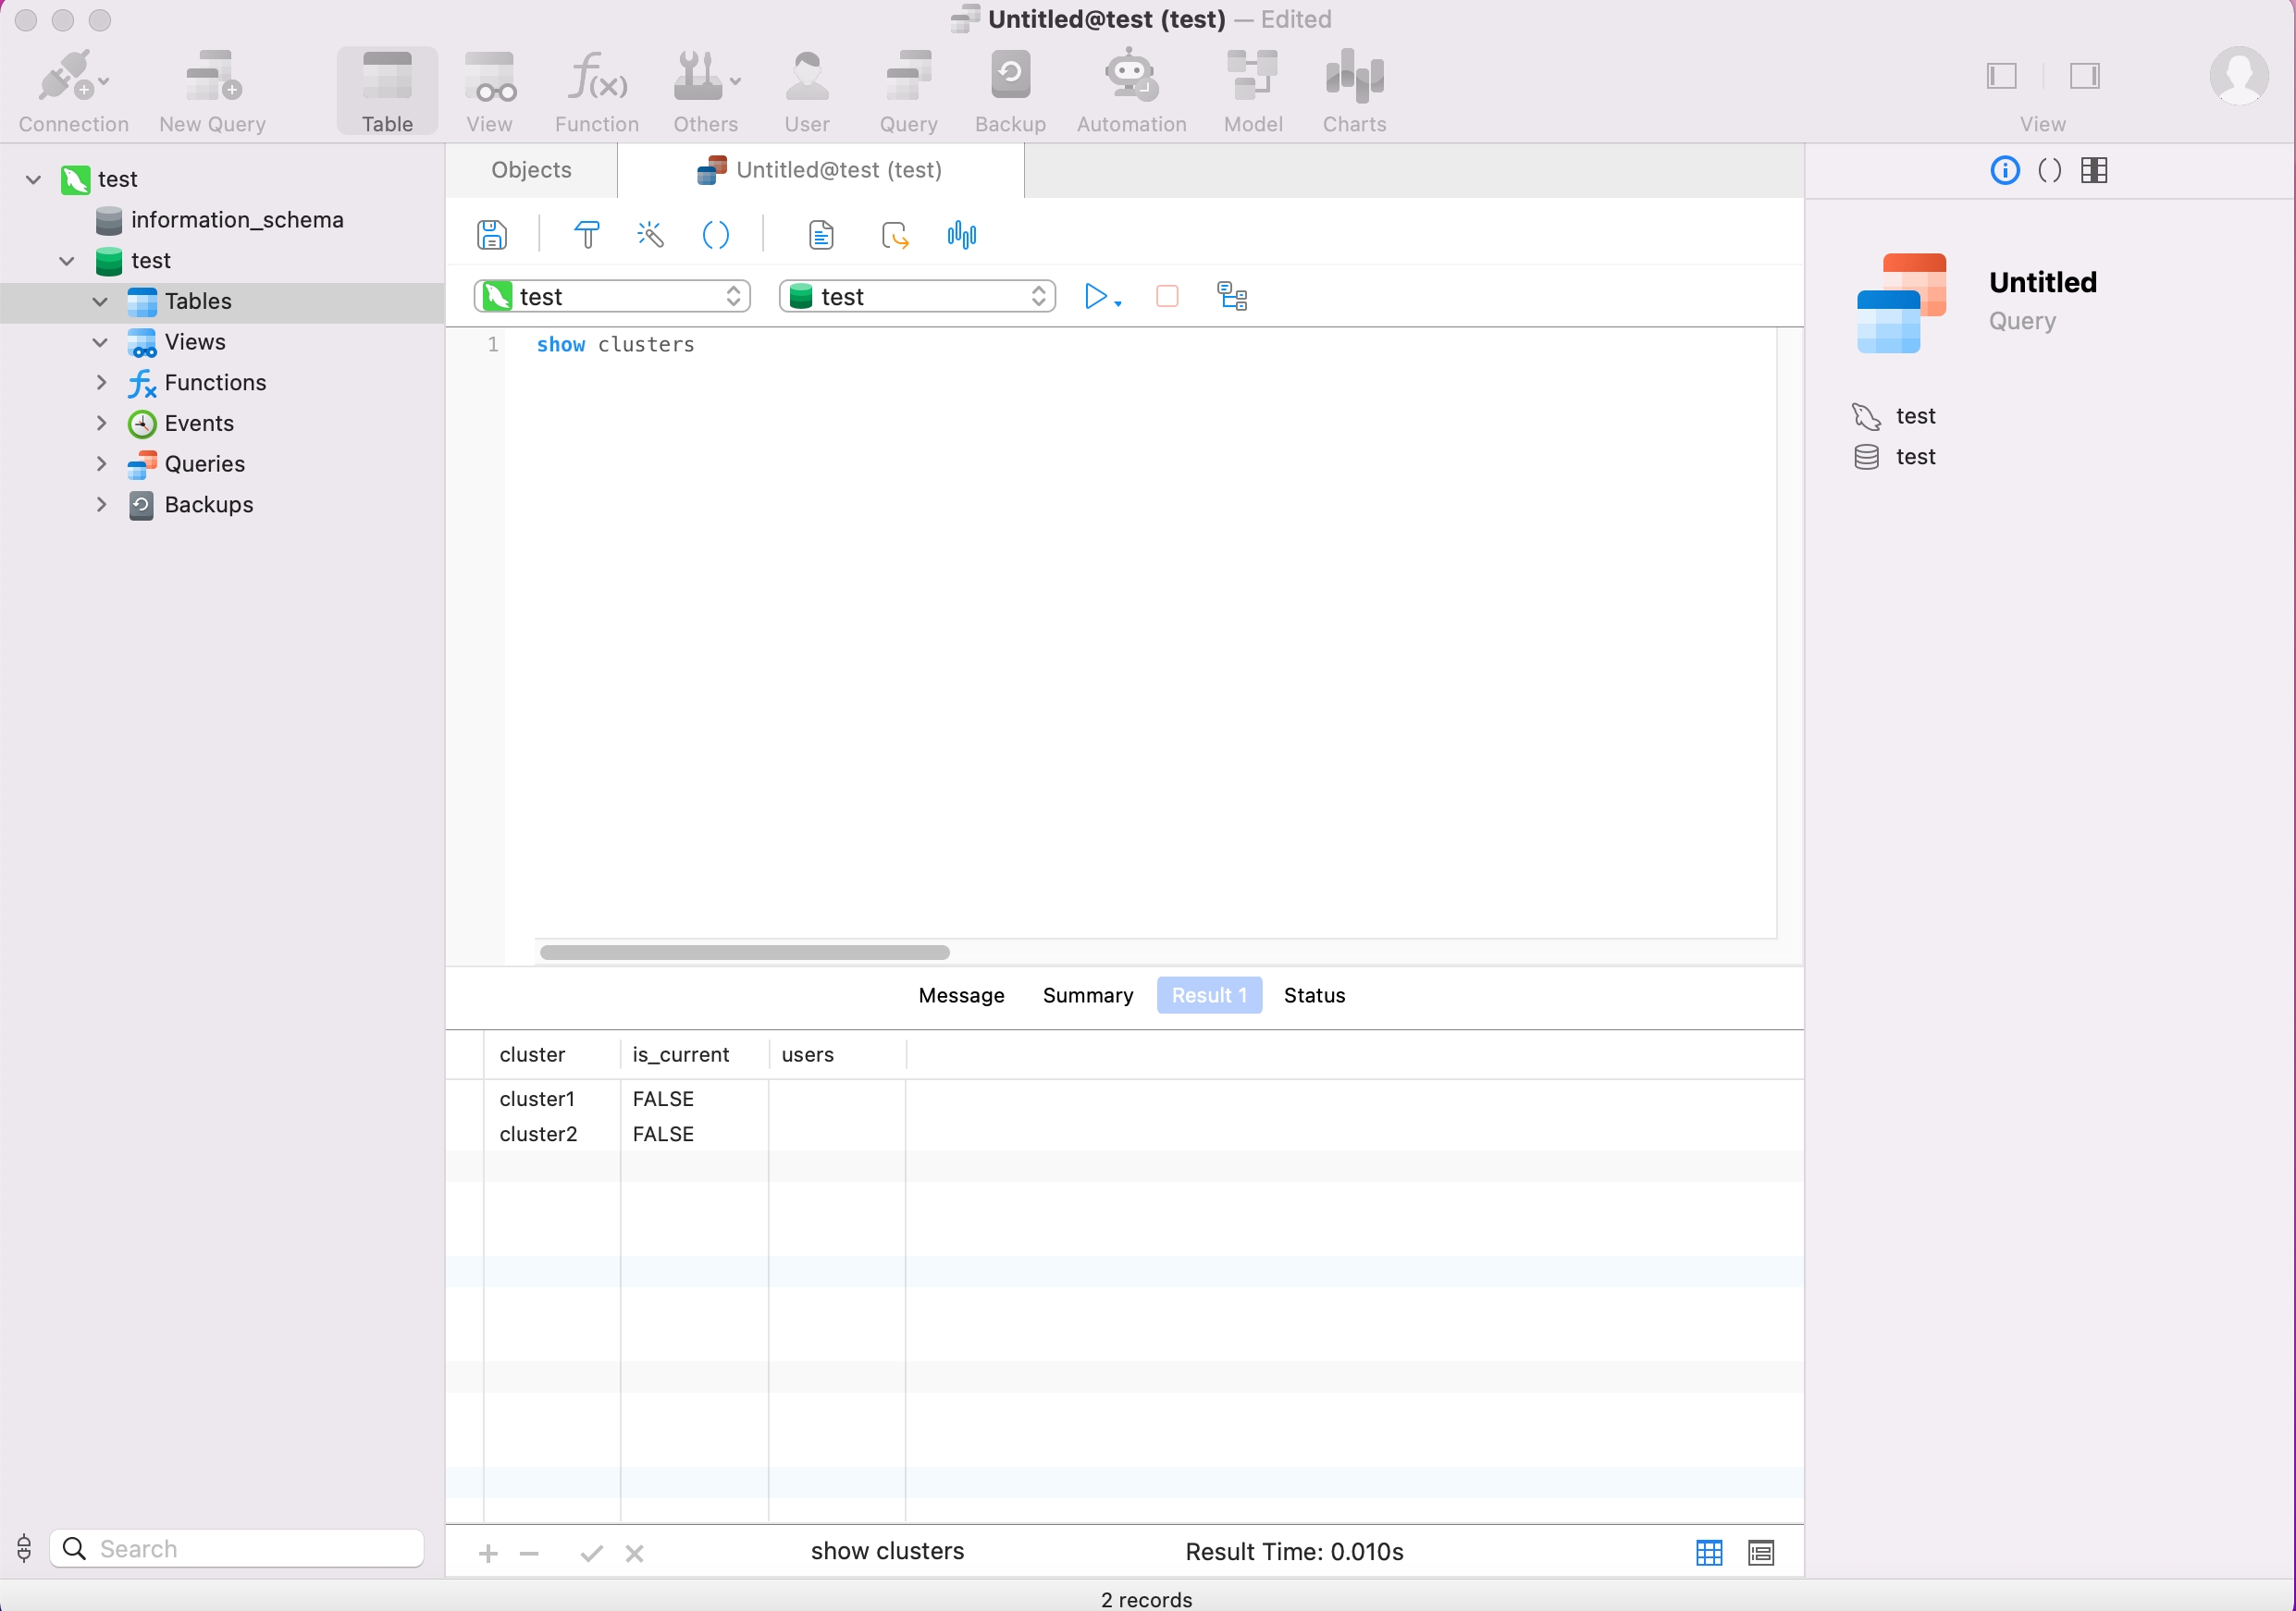 Untitled@test (test) — Edited
Connection New Query Table View Function Others User Query Backup Automation Model Charts View
test
information_schema
test
Tables
Views
Functions
Events
Queries
Backups
Search
Objects Untitled@test (test)
test test
1 show clusters
Message Summary Result 1 Status
cluster is_current users
cluster1 FALSE
cluster2 FALSE
show clusters Result Time: 0.010s
2 records
Untitled
Query
test
test